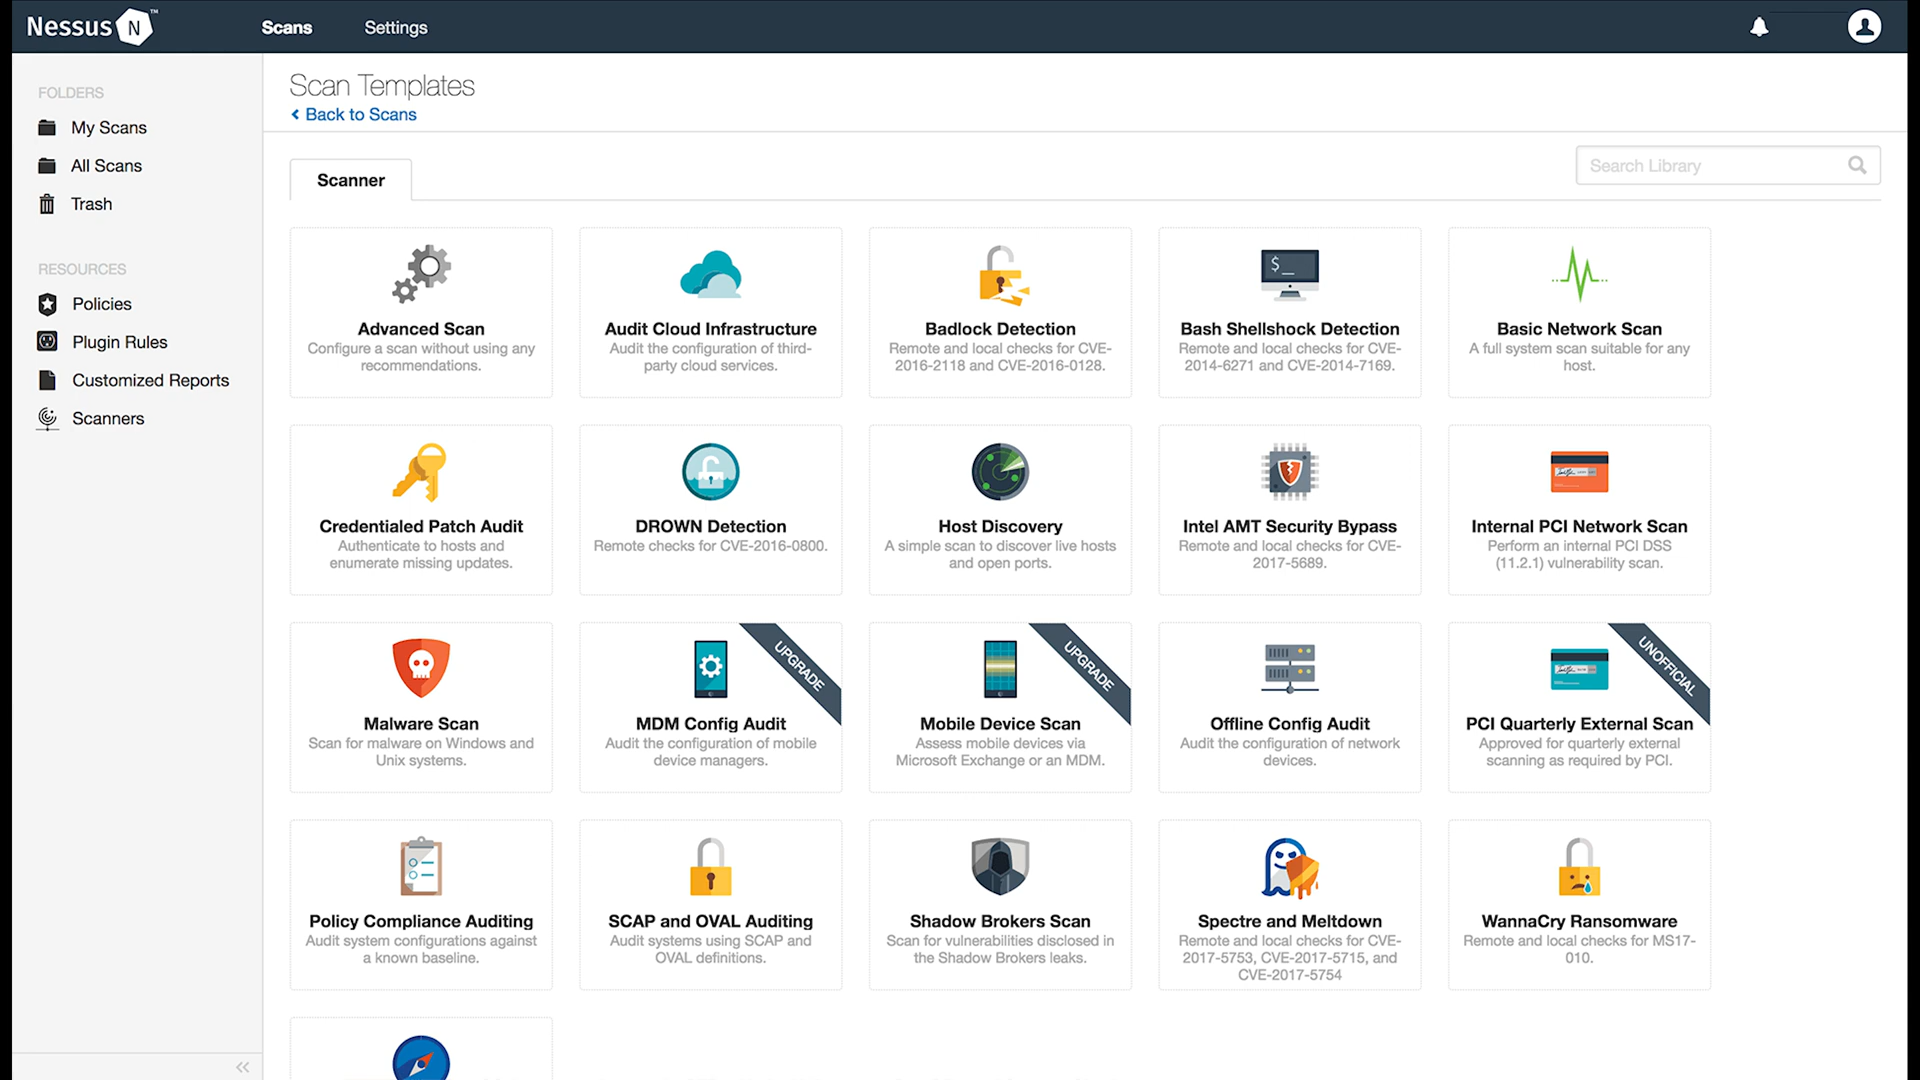 Nessus N ™
Scans
Settings
FOLDERS
My Scans
All Scans
Trash
RESOURCES
Policies
Plugin Rules
Customized Reports
Scanners
Scan Templates
Back to Scans
Scanner
Search Library
Advanced Scan
Configure a scan without using any
recommendations.
Audit Cloud Infrastructure
Audit the configuration of third-
party cloud services.
Badlock Detection
Remote and local checks for CVE-
2016-2118 and CVE-2016-0128.
$_
Bash Shellshock Detection
Remote and local checks for CVE-
2014-6271 and CVE-2014-7169.
Basic Network Scan
A full system scan suitable for any
host.
Credentialed Patch Audit
Authenticate to hosts and
enumerate missing updates.
DROWN Detection
Remote checks for CVE-2016-0800.
Host Discovery
A simple scan to discover live hosts
and open ports.
Intel AMT Security Bypass
Remote and local checks for CVE-
2017-5689.
Internal PCI Network Scan
Perform an internal PCI DSS
(11.2.1) vulnerability scan.
Malware Scan
Scan for malware on Windows and
Unix systems.
UPGRADE
MDM Config Audit
Audit the configuration of mobile
device managers.
UPGRADE
Mobile Device Scan
Assess mobile devices via
Microsoft Exchange or an MDM.
Offline Config Audit
Audit the configuration of network
devices.
UNOFFICIAL
PCI Quarterly External Scan
Approved for quarterly external
scanning as required by PCI.
Policy Compliance Auditing
Audit system configurations against
a known baseline.
SCAP and OVAL Auditing
Audit systems using SCAP and
OVAL definitions.
Shadow Brokers Scan
Scan for vulnerabilities disclosed in
the Shadow Brokers leaks.
Spectre and Meltdown
Remote and local checks for CVE-
2017-5753, CVE-2017-5715, and
CVE-2017-5754
WannaCry Ransomware
Remote and local checks for MS17-
010.